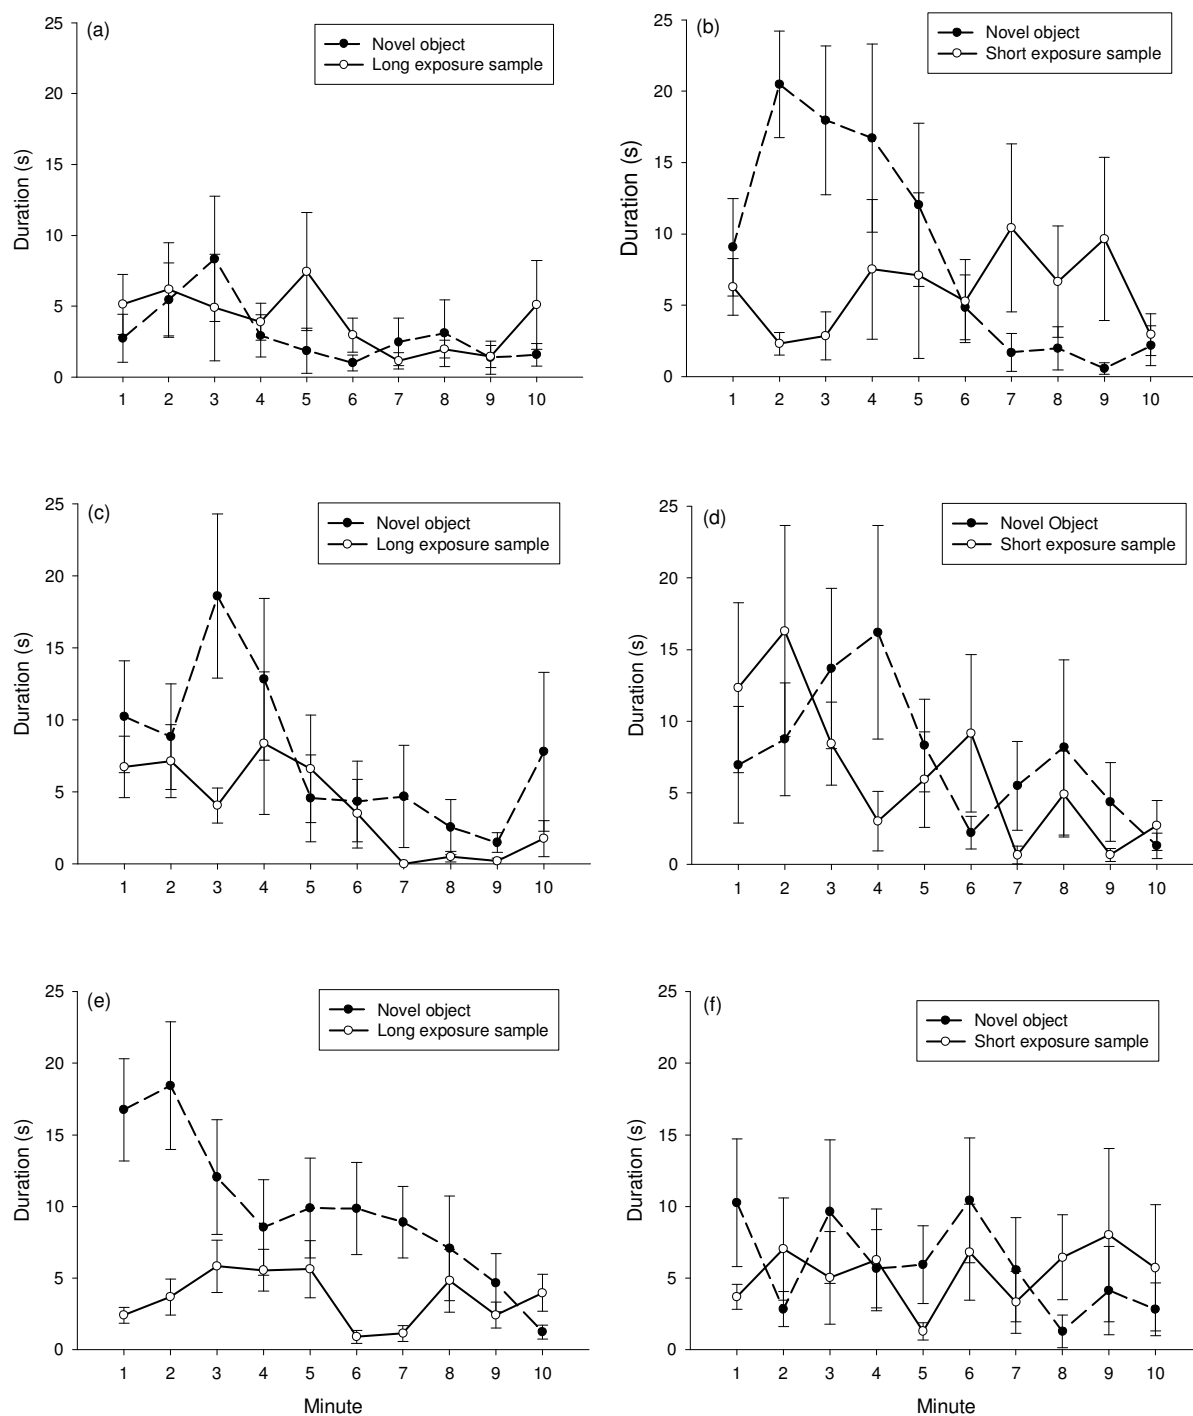 (a)
Novel object
Long exposure sample
Duration (s)
25
20
15
10
5
0
1 2 3 4 5 6 7 8 9 10
(b)
Novel object
Short exposure sample
Duration (s)
25
20
15
10
5
0
1 2 3 4 5 6 7 8 9 10
(c)
Novel object
Long exposure sample
Duration (s)
25
20
15
10
5
0
1 2 3 4 5 6 7 8 9 10
(d)
Novel Object
Short exposure sample
Duration (s)
25
20
15
10
5
0
1 2 3 4 5 6 7 8 9 10
(e)
Novel object
Long exposure sample
Duration (s)
25
20
15
10
5
0
1 2 3 4 5 6 7 8 9 10
Minute
(f)
Novel object
Short exposure sample
Duration (s)
25
20
15
10
5
0
1 2 3 4 5 6 7 8 9 10
Minute